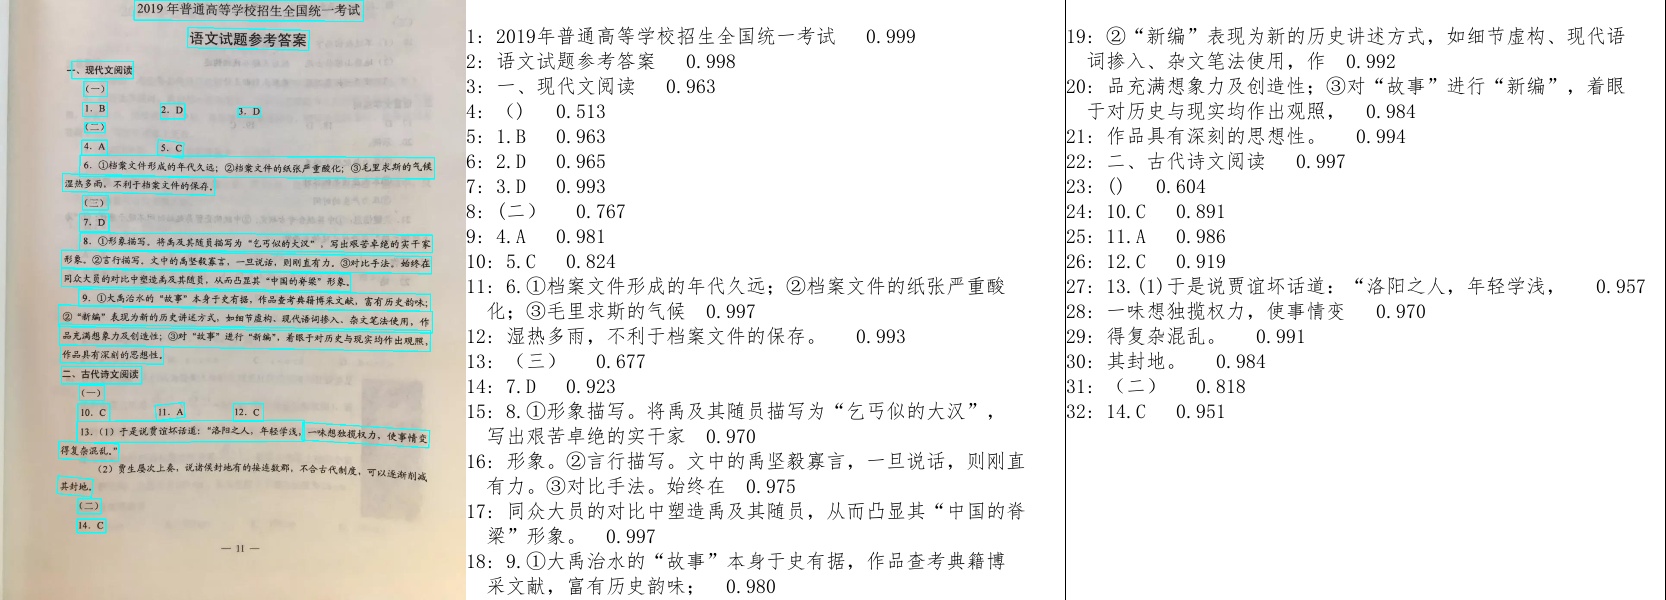 2019年普通高等学校招生全国统一考试
语文试题参考答案
一、现代文阅读
(一)
1. B 2. D 3. D
(二)
4. A 5. C
6. ①档案文件形成的年代久远；②档案文件的纸张严重酸化；③毛里求斯的气候
湿热多雨，不利于档案文件的保存。
(三)
7. D
8. ①形象描写。将禹及其随员描写为“乞丐似的大汉”，写出艰苦卓绝的实干家
形象。②言行描写。文中的禹坚毅寡言，一旦说话，则刚直有力。③对比手法。始终在
同众大员的对比中塑造禹及其随员，从而凸显其“中国的脊梁”形象。
9. ①大禹治水的“故事”本身于史有据，作品查考典籍博采文献，富有历史韵味；
②“新编”表现为新的历史讲述方式，如细节虚构、现代语词掺入、杂文笔法使用，作
品充满想象力及创造性；③对“故事”进行“新编”，着眼于对历史与现实均作出观照，
作品具有深刻的思想性。
二、古代诗文阅读
(一)
10. C 11. A 12. C
13.（1）于是说贾谊坏话道：“洛阳之人，年轻学浅，一味想独揽权力，使事情变
得复杂混乱。”
（2）贾生屡次上奏，说诸侯封地有的接连数郡，不合古代制度，可以逐渐削减
其封地。
(二)
14. C
— 11 —
1: 2019年普通高等学校招生全国统一考试 0.999
2: 语文试题参考答案 0.998
3: 一、现代文阅读 0.963
4: () 0.513
5: 1.B 0.963
6: 2.D 0.965
7: 3.D 0.993
8: (二) 0.767
9: 4.A 0.981
10: 5.C 0.824
11: 6.①档案文件形成的年代久远；②档案文件的纸张严重酸
化；③毛里求斯的气候 0.997
12: 湿热多雨，不利于档案文件的保存。 0.993
13: (三) 0.677
14: 7.D 0.923
15: 8.①形象描写。将禹及其随员描写为“乞丐似的大汉”，
写出艰苦卓绝的实干家 0.970
16: 形象。②言行描写。文中的禹坚毅寡言，一旦说话，则刚直
有力。③对比手法。始终在 0.975
17: 同众大员的对比中塑造禹及其随员，从而凸显其“中国的脊
梁”形象。 0.997
18: 9.①大禹治水的“故事”本身于史有据，作品查考典籍博
采文献，富有历史韵味； 0.980
19: ②“新编”表现为新的历史讲述方式，如细节虚构、现代语
词掺入、杂文笔法使用，作 0.992
20: 品充满想象力及创造性；③对“故事”进行“新编”，着眼
于对历史与现实均作出观照， 0.984
21: 作品具有深刻的思想性。 0.994
22: 二、古代诗文阅读 0.997
23: () 0.604
24: 10.C 0.891
25: 11.A 0.986
26: 12.C 0.919
27: 13.(1)于是说贾谊坏话道：“洛阳之人，年轻学浅， 0.957
28: 一味想独揽权力，使事情变 0.970
29: 得复杂混乱。 0.991
30: 其封地。 0.984
31: (二) 0.818
32: 14.C 0.951